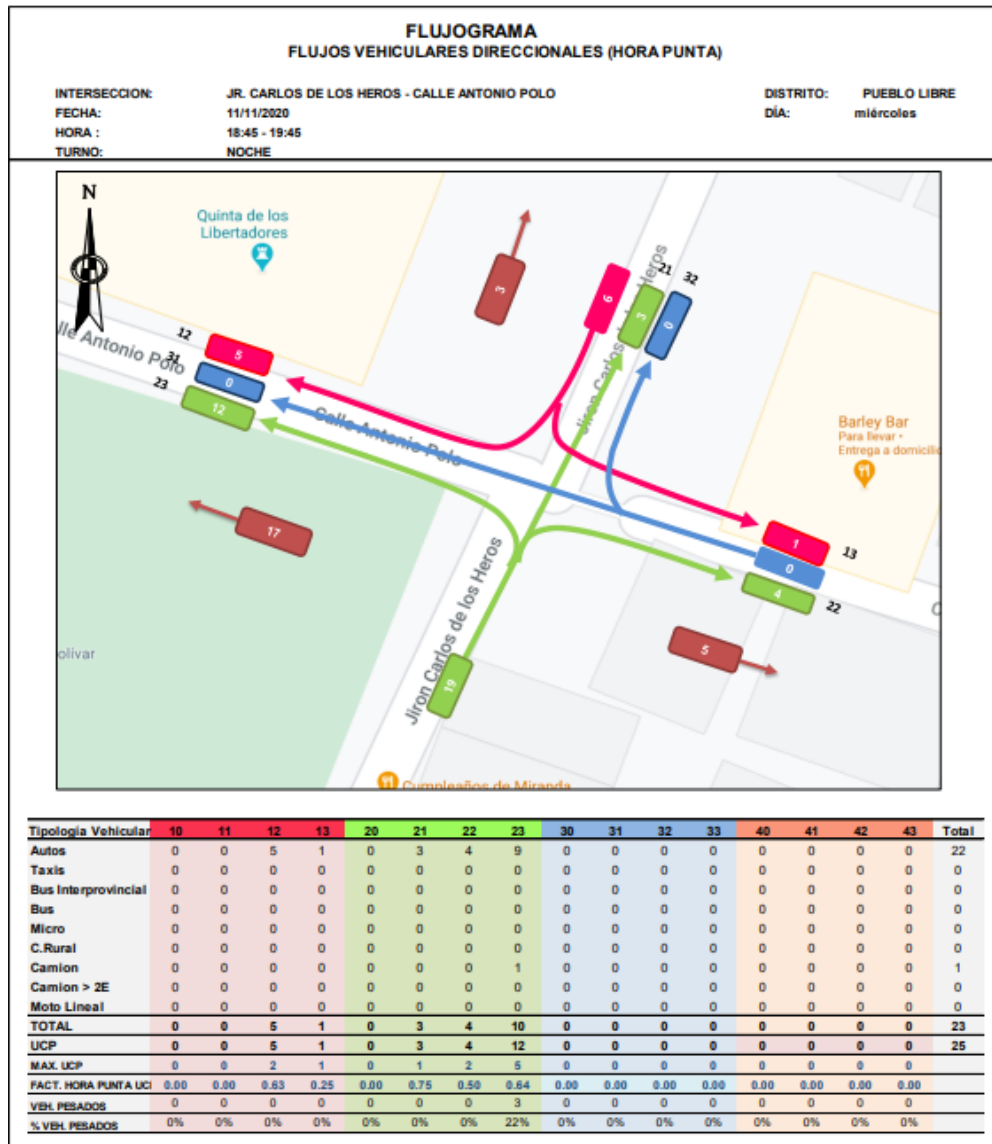 FLUJOGRAMA
FLUJOS VEHICULARES DIRECCIONALES (HORA PUNTA)
INTERSECCION: JR. CARLOS DE LOS HEROS - CALLE ANTONIO POLO DISTRITO: PUEBLO LIBRE
FECHA: 11/11/2020 DÍA: miércoles
HORA : 18:45 - 19:45
TURNO: NOCHE
N
Quinta de los
Libertadores
3
6
21
32
3
0
Jiron Carlos de los Heros
12
31
23
lle Antonio Polo
5
0
12
Calle Antonio Polo
Barley Bar
Para llevar •
Entrega a domicilio
17
1
13
0
4
22
C
5
olívar
19
Jiron Carlos de los Heros
Cumpleaños de Miranda
Tipología Vehicular 10 11 12 13 20 21 22 23 30 31 32 33 40 41 42 43 Total
Autos 0 0 5 1 0 3 4 9 0 0 0 0 0 0 0 0 22
Taxis 0 0 0 0 0 0 0 0 0 0 0 0 0 0 0 0 0
Bus Interprovincial 0 0 0 0 0 0 0 0 0 0 0 0 0 0 0 0 0
Bus 0 0 0 0 0 0 0 0 0 0 0 0 0 0 0 0 0
Micro 0 0 0 0 0 0 0 0 0 0 0 0 0 0 0 0 0
C.Rural 0 0 0 0 0 0 0 0 0 0 0 0 0 0 0 0 0
Camion 0 0 0 0 0 0 0 1 0 0 0 0 0 0 0 0 1
Camion > 2E 0 0 0 0 0 0 0 0 0 0 0 0 0 0 0 0 0
Moto Lineal 0 0 0 0 0 0 0 0 0 0 0 0 0 0 0 0 0
TOTAL 0 0 5 1 0 3 4 10 0 0 0 0 0 0 0 0 23
UCP 0 0 5 1 0 3 4 12 0 0 0 0 0 0 0 0 25
MAX. UCP 0 0 2 1 0 1 2 5 0 0 0 0 0 0 0 0
FACT. HORA PUNTA UCI 0.00 0.00 0.63 0.25 0.00 0.75 0.50 0.64 0.00 0.00 0.00 0.00 0.00 0.00 0.00 0.00
VEH. PESADOS 0 0 0 0 0 0 0 3 0 0 0 0 0 0 0 0
% VEH. PESADOS 0% 0% 0% 0% 0% 0% 0% 22% 0% 0% 0% 0% 0% 0% 0% 0%